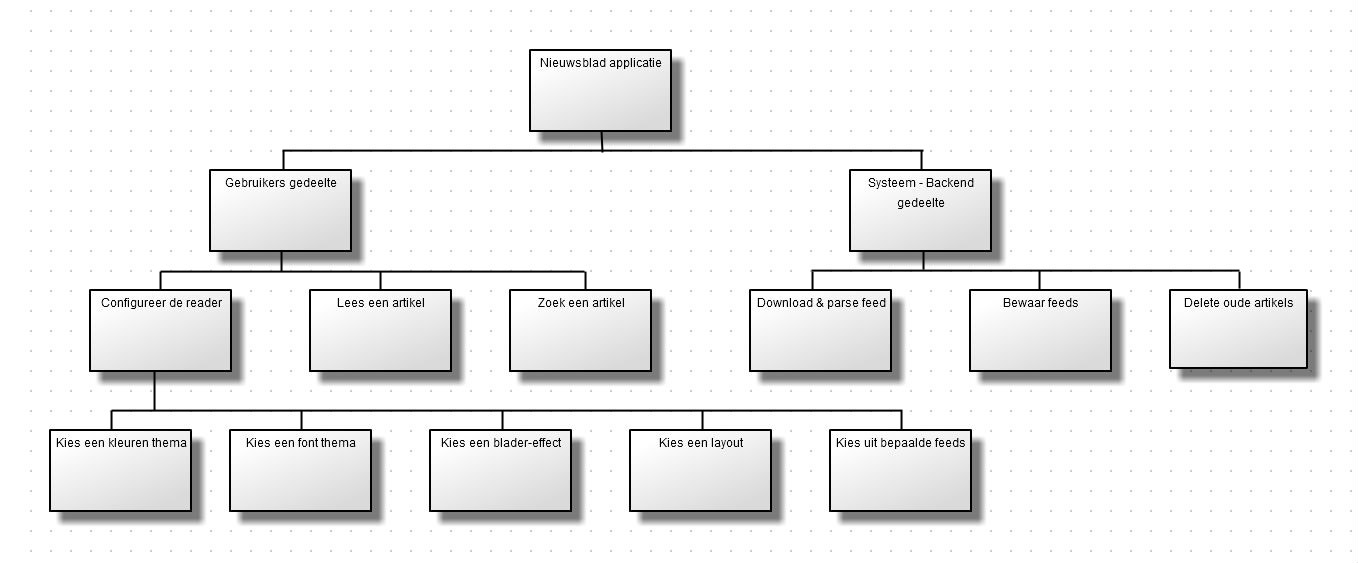 Nieuwsblad applicatie
Gebruikers gedeelte
Systeem - Backend
gedeelte
Configureer de reader
Lees een artikel
Zoek een artikel
Download & parse feed
Bewaar feeds
Delete oude artikels
Kies een kleuren thema
Kies een font thema
Kies een blader-effect
Kies een layout
Kies uit bepaalde feeds